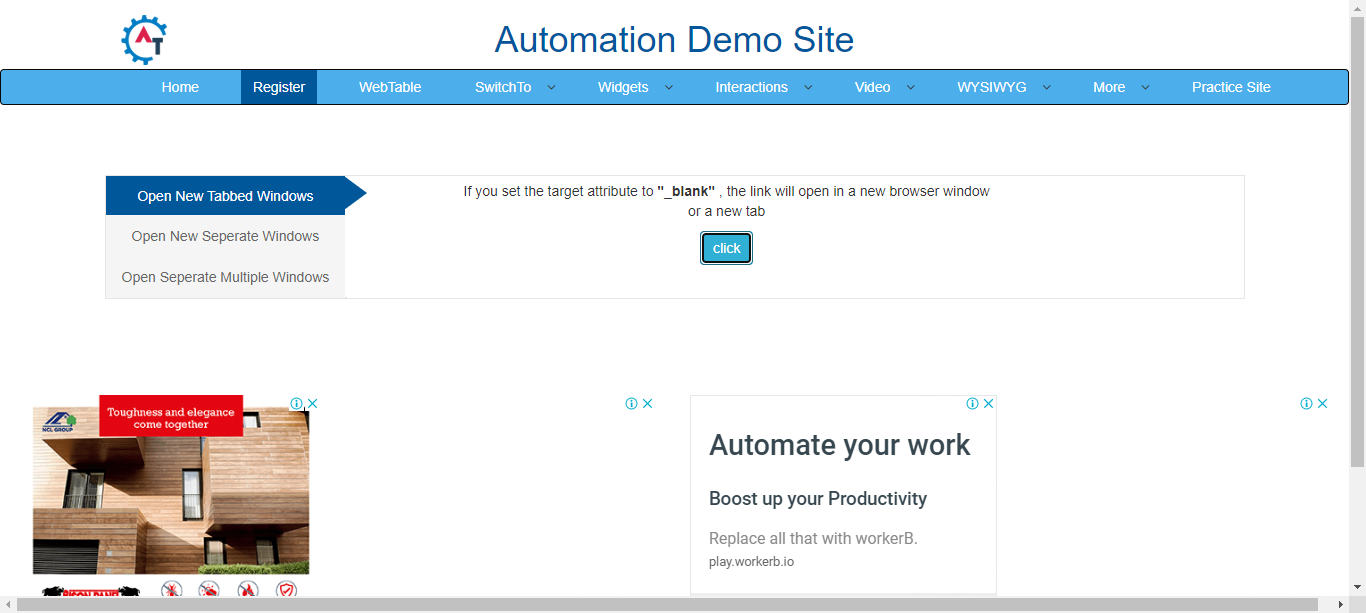 AT
Automation Demo Site
Home Register WebTable SwitchTo Widgets Interactions Video WYSIWYG More Practice Site
Open New Tabbed Windows
Open New Seperate Windows
Open Seperate Multiple Windows
If you set the target attribute to "_blank" , the link will open in a new browser window
or a new tab
click
Toughness and elegance
come together
NCL GROUP
Automate your work
Boost up your Productivity
Replace all that with workerB.
play.workerb.io